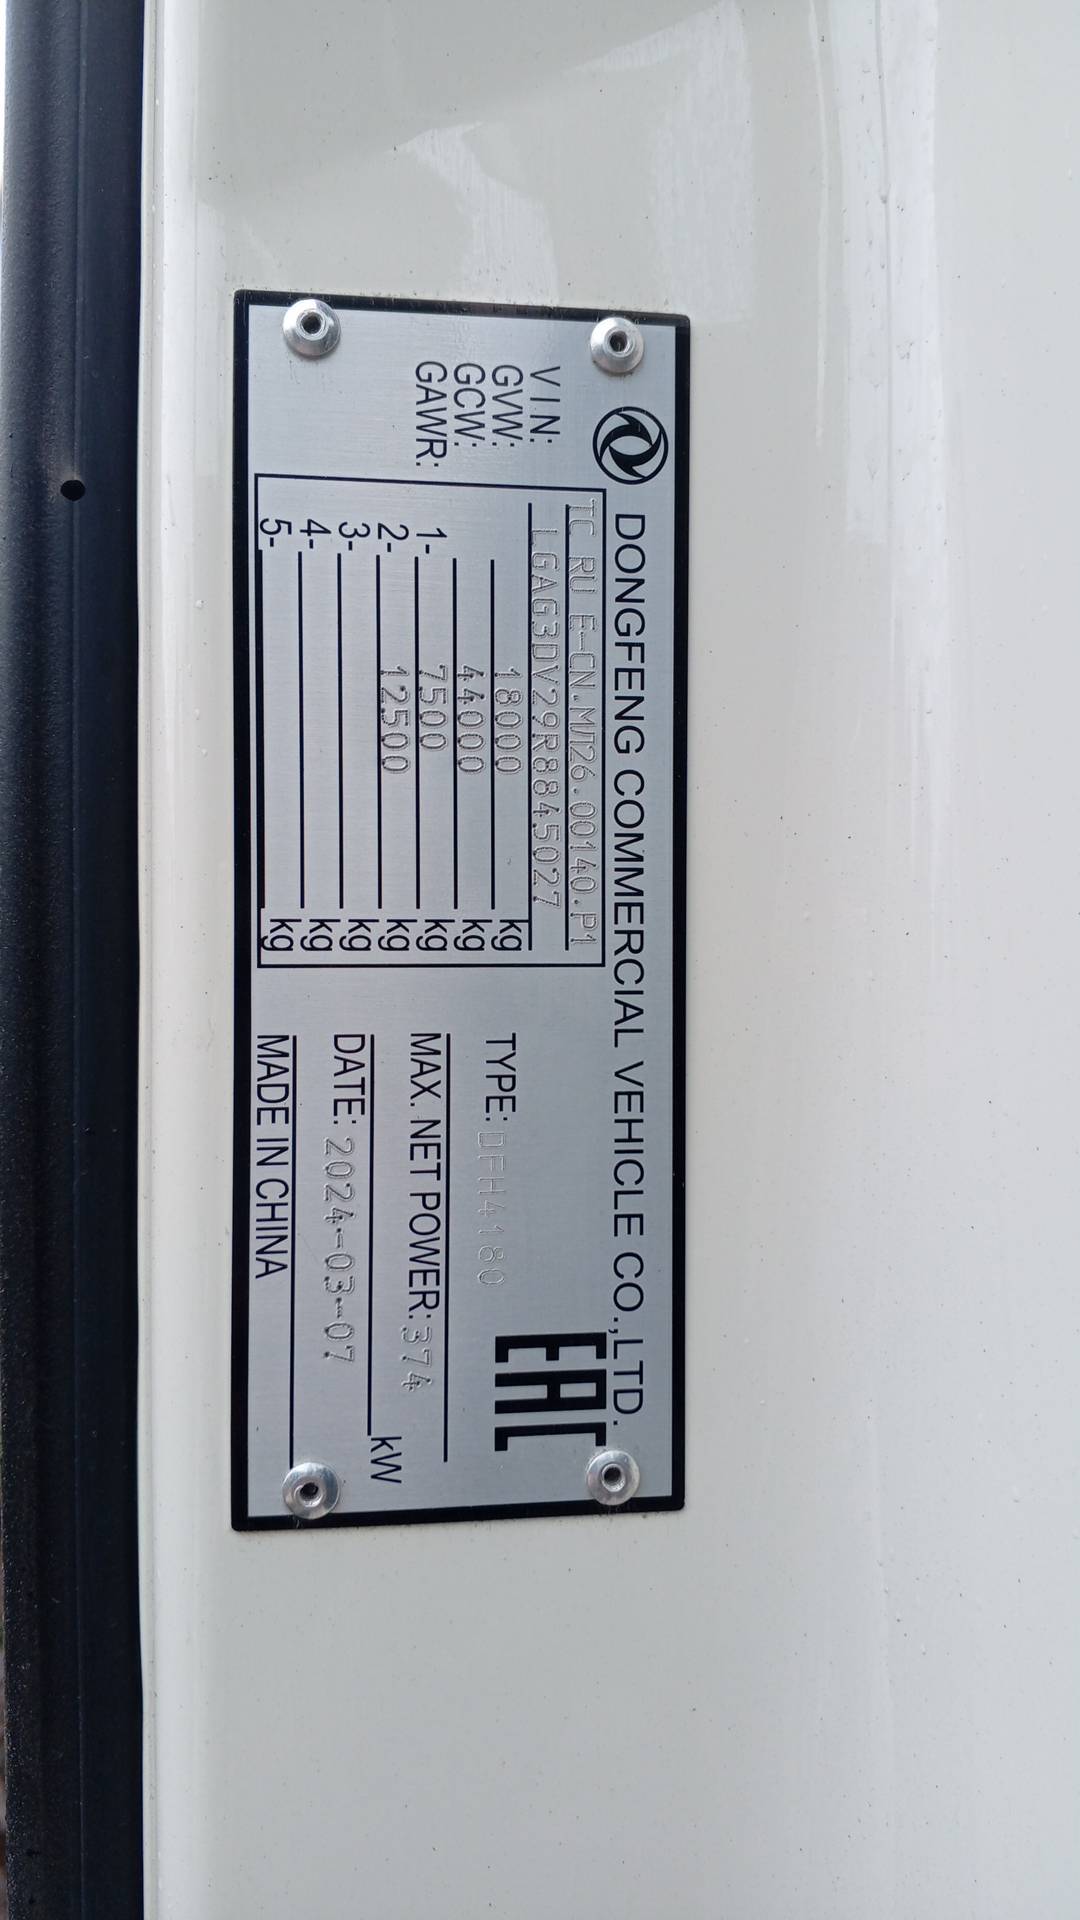 DONGFENG COMMERCIAL VEHICLE CO.,LTD.
TC RU E-CN.MT26.00140.P1
VIN: LGAG3DV29R8845027
GVW: 18000 kg
GCW: 44000 kg
GAWR: 1- 7500 kg
2- 12500 kg
3- kg
4- kg
5- kg
EAC
TYPE: DFH4180
MAX. NET POWER: 374 kW
DATE: 2024-03-07
MADE IN CHINA